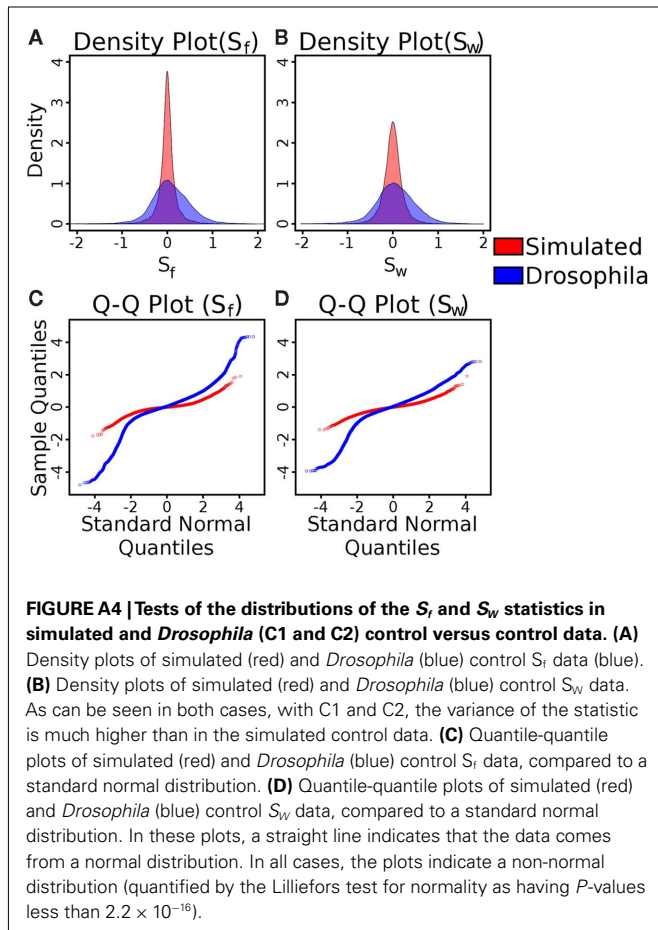 A Density Plot(Sf) B Density Plot(Sw)
4 3 2 1 0
Density
4 3 2 1 0
-2 -1 0 1 2
-2 -1 0 1 2
Sf
Sw
Simulated
Drosophila
C Q-Q Plot (Sf) D Q-Q Plot (Sw)
Sample Quantiles
4 2 0 -2 -4
4 2 0 -2 -4
-4 -2 0 2 4
-4 -2 0 2 4
Standard Normal Standard Normal
Quantiles Quantiles
FIGURE A4 | Tests of the distributions of the Sf and SW statistics in
simulated and Drosophila (C1 and C2) control versus control data. (A)
Density plots of simulated (red) and Drosophila (blue) control Sf data (blue).
(B) Density plots of simulated (red) and Drosophila (blue) control SW data.
As can be seen in both cases, with C1 and C2, the variance of the statistic
is much higher than in the simulated control data. (C) Quantile-quantile
plots of simulated (red) and Drosophila (blue) control Sf data, compared to a
standard normal distribution. (D) Quantile-quantile plots of simulated (red)
and Drosophila (blue) control SW data, compared to a standard normal
distribution. In these plots, a straight line indicates that the data comes
from a normal distribution. In all cases, the plots indicate a non-normal
distribution (quantified by the Lilliefors test for normality as having P-values
less than 2.2 × 10⁻¹⁶).